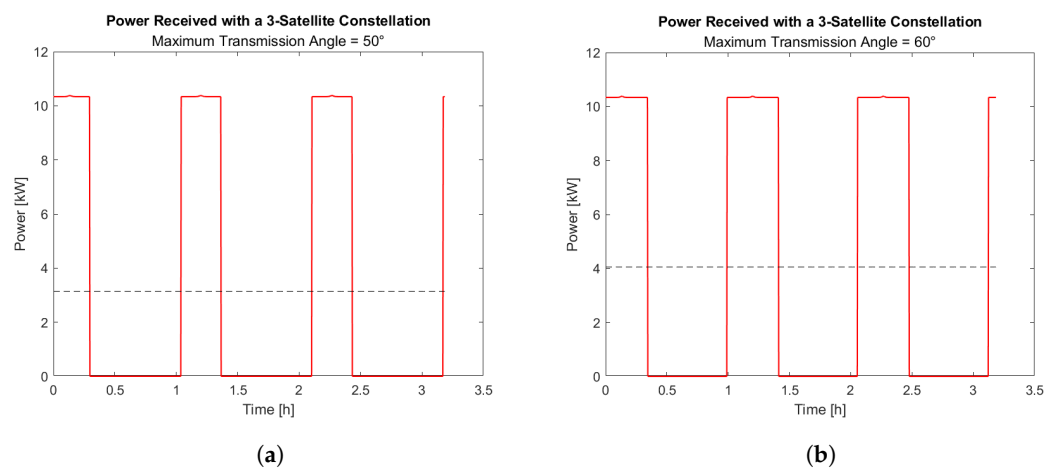 Power Received with a 3-Satellite Constellation
Maximum Transmission Angle = 50°
12
10
8
6
4
2
0
Power [kW]
0 0.5 1 1.5 2 2.5 3 3.5
Time [h]
(a)
Power Received with a 3-Satellite Constellation
Maximum Transmission Angle = 60°
12
10
8
6
4
2
0
Power [kW]
0 0.5 1 1.5 2 2.5 3 3.5
Time [h]
(b)